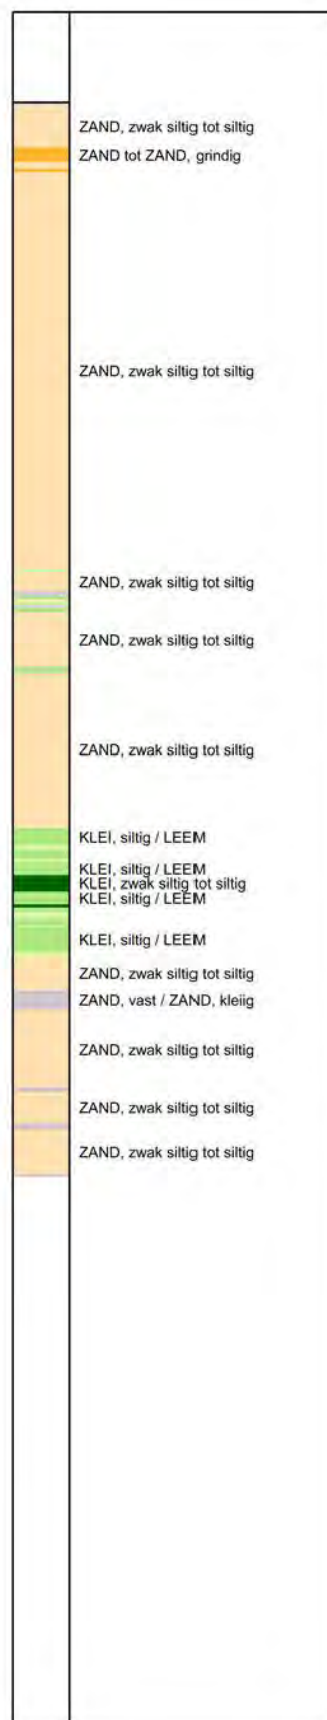 ZAND, zwak siltig tot siltig
ZAND tot ZAND, grindig
ZAND, zwak siltig tot siltig
ZAND, zwak siltig tot siltig
ZAND, zwak siltig tot siltig
ZAND, zwak siltig tot siltig
KLEI, siltig / LEEM
KLEI, siltig / LEEM
KLEI, zwak siltig tot siltig
KLEI, siltig / LEEM
KLEI, siltig / LEEM
ZAND, zwak siltig tot siltig
ZAND, vast / ZAND, kleiig
ZAND, zwak siltig tot siltig
ZAND, zwak siltig tot siltig
ZAND, zwak siltig tot siltig